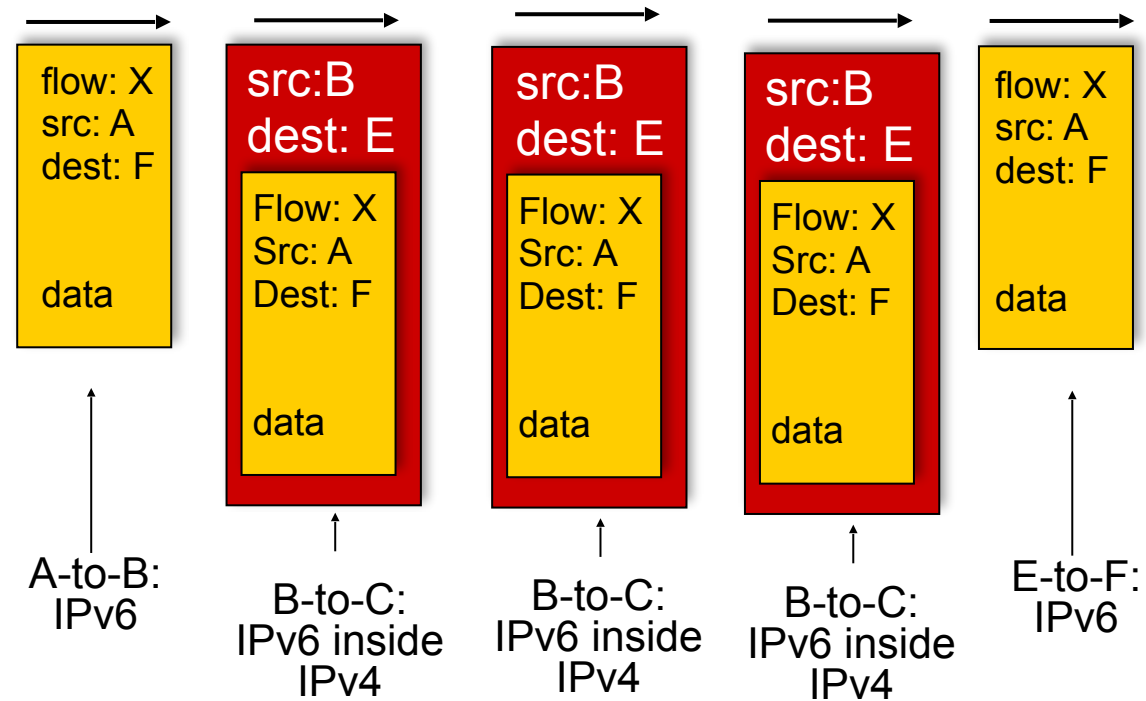 flow: X
src: A
dest: F
data
src:B
dest: E
Flow: X
Src: A
Dest: F
data
src:B
dest: E
Flow: X
Src: A
Dest: F
data
src:B
dest: E
Flow: X
Src: A
Dest: F
data
flow: X
src: A
dest: F
data
A-to-B:
IPv6
B-to-C:
IPv6 inside
IPv4
B-to-C:
IPv6 inside
IPv4
B-to-C:
IPv6 inside
IPv4
E-to-F:
IPv6